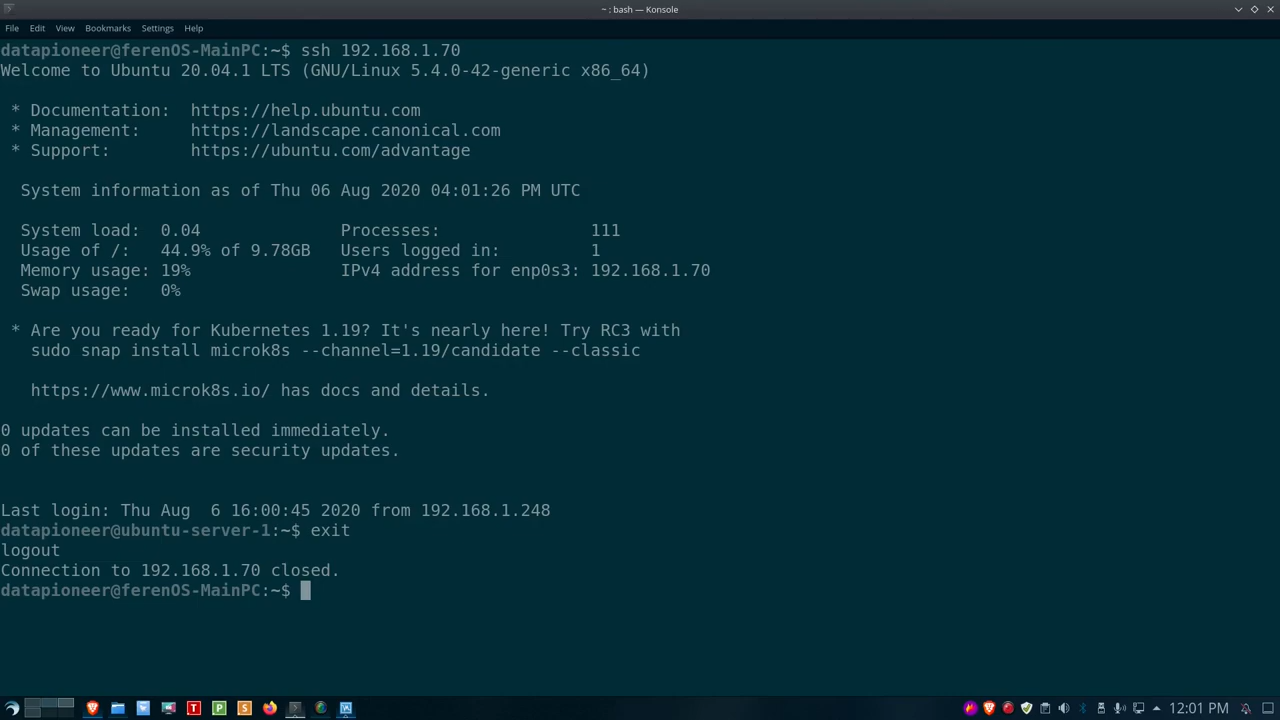 ~ : bash — Konsole
File Edit View Bookmarks Settings Help
datapioneer@ferenOS-MainPC:~$ ssh 192.168.1.70
Welcome to Ubuntu 20.04.1 LTS (GNU/Linux 5.4.0-42-generic x86_64)
* Documentation:  https://help.ubuntu.com
* Management:     https://landscape.canonical.com
* Support:        https://ubuntu.com/advantage
System information as of Thu 06 Aug 2020 04:01:26 PM UTC
System load:  0.04               Processes:               111
Usage of /:   44.9% of 9.78GB   Users logged in:         1
Memory usage: 19%               IPv4 address for enp0s3: 192.168.1.70
Swap usage:   0%
* Are you ready for Kubernetes 1.19? It's nearly here! Try RC3 with
sudo snap install microk8s --channel=1.19/candidate --classic
https://www.microk8s.io/ has docs and details.
0 updates can be installed immediately.
0 of these updates are security updates.
Last login: Thu Aug  6 16:00:45 2020 from 192.168.1.248
datapioneer@ubuntu-server-1:~$ exit
logout
Connection to 192.168.1.70 closed.
datapioneer@ferenOS-MainPC:~$
T P S 12:01 PM